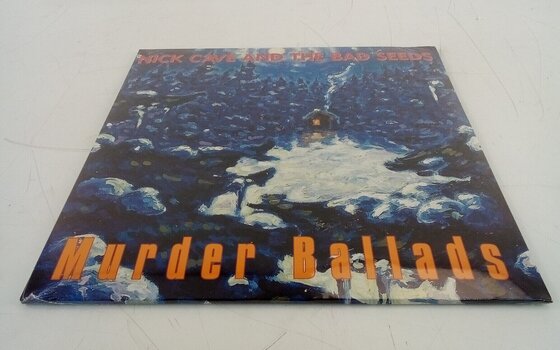 NICK CAVE AND THE BAD SEEDS
Murder Ballads